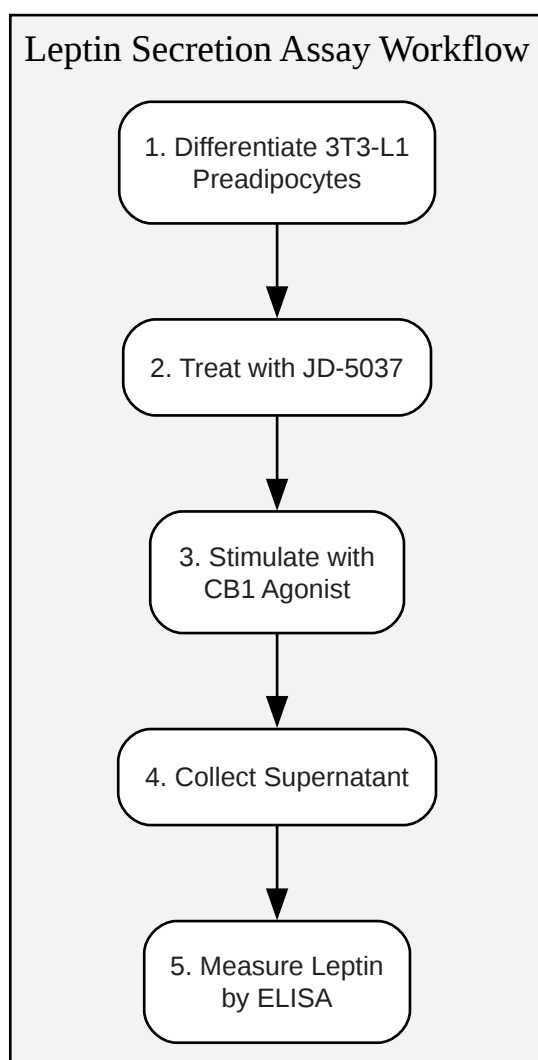 Leptin Secretion Assay Workflow
1. Differentiate 3T3-L1
Preadipocytes
2. Treat with JD-5037
3. Stimulate with
CB1 Agonist
4. Collect Supernatant
5. Measure Leptin
by ELISA